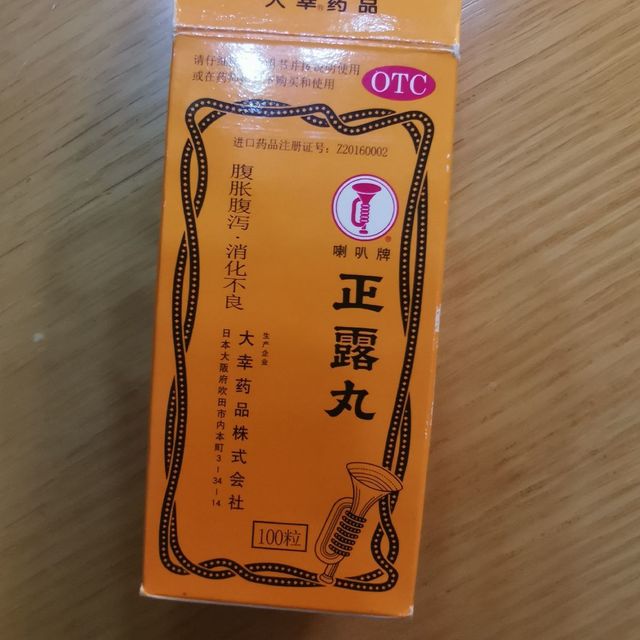 大幸药品
请仔细阅读说明书并按说明使用
或在药师指导下购买和使用
OTC
进口药品注册证号：Z20160002
喇叭牌®
正露丸
腹胀腹泻·消化不良
生产企业
大幸药品株式会社
日本大阪府吹田市内本町3-34-14
100粒